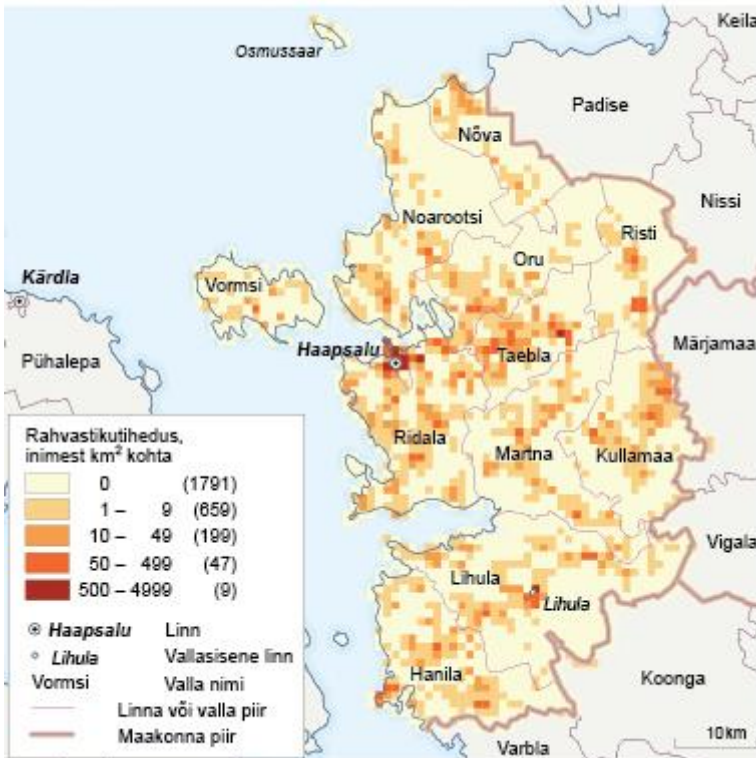 Keila
Osmussaar
Padise
Nõva
Nissi
Noarootsi
Risti
Oru
Vormsi
Kärdla
Haapsalu
Taebla
Märjamaa
Pühalepa
Ridala
Martna
Kullamaa
Vigala
Lihula
Lihula
Hanila
Koonga
Varbla
10 km
Rahvastikutihedus,
inimest km² kohta
0 (1791)
1 – 9 (659)
10 – 49 (199)
50 – 499 (47)
500 – 4999 (9)
Haapsalu Linn
Lihula Vallasisene linn
Vormsi Valla nimi
Linna või valla piir
Maakonna piir